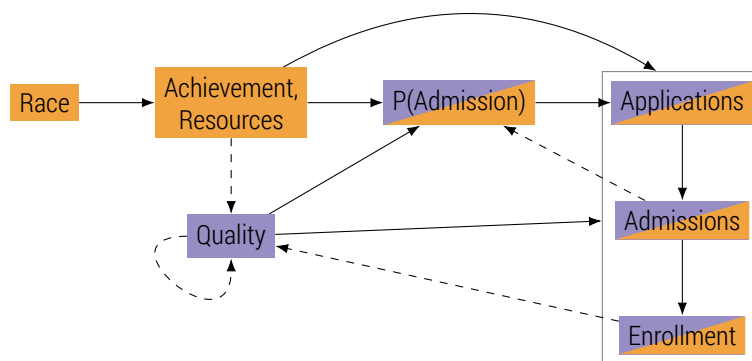 Race
Achievement,
Resources
P(Admission)
Applications
Quality
Admissions
Enrollment